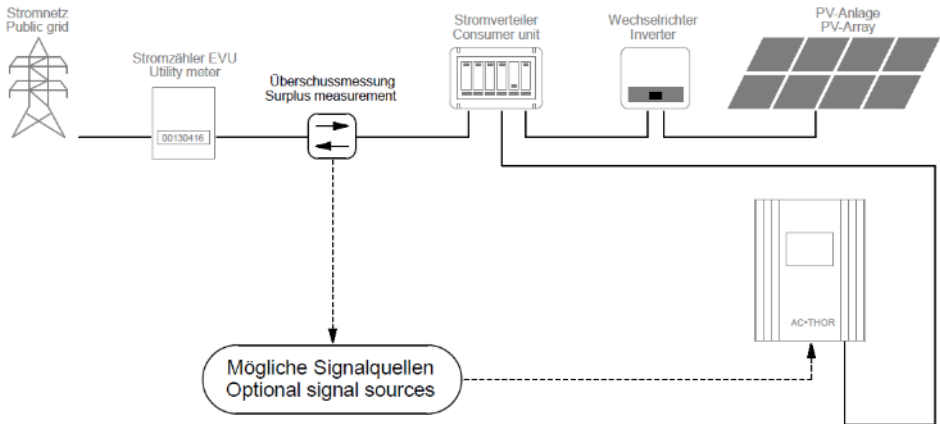 Stromnetz
Public grid
Stromzähler EVU
Utility meter
00130416
Überschussmessung
Surplus measurement
Stromverteiler
Consumer unit
Wechselrichter
Inverter
PV-Anlage
PV-Array
AC•THOR
Mögliche Signalquellen
Optional signal sources